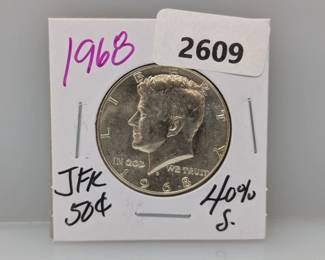 1968
2609
LIBERTY
IN GOD WE TRUST
1968
JFK
50¢
40%
S.